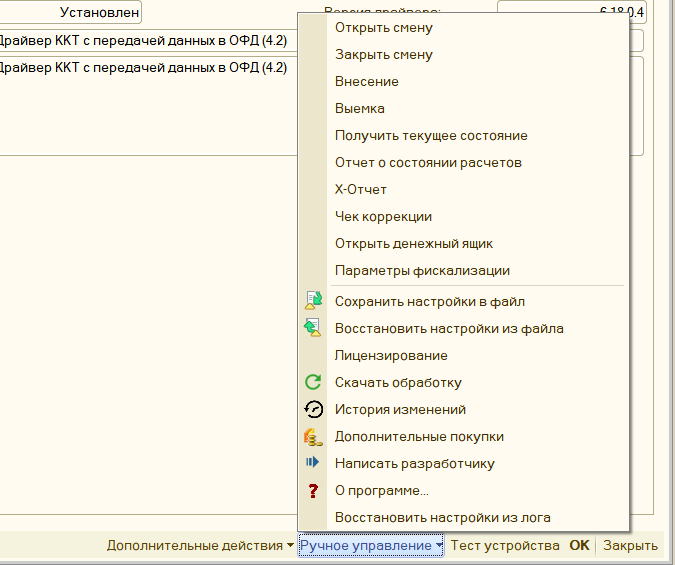 Установлен
Версия драйвера:
6.18.0.4
Драйвер ККТ с передачей данных в ОФД (4.2)
Драйвер ККТ с передачей данных в ОФД (4.2)
Открыть смену
Закрыть смену
Внесение
Выемка
Получить текущее состояние
Отчет о состоянии расчетов
X-Отчет
Чек коррекции
Открыть денежный ящик
Параметры фискализации
Сохранить настройки в файл
Восстановить настройки из файла
Лицензирование
Скачать обработку
История изменений
Дополнительные покупки
Написать разработчику
О программе...
Восстановить настройки из лога
Дополнительные действия Ручное управление Тест устройства OK Закрыть